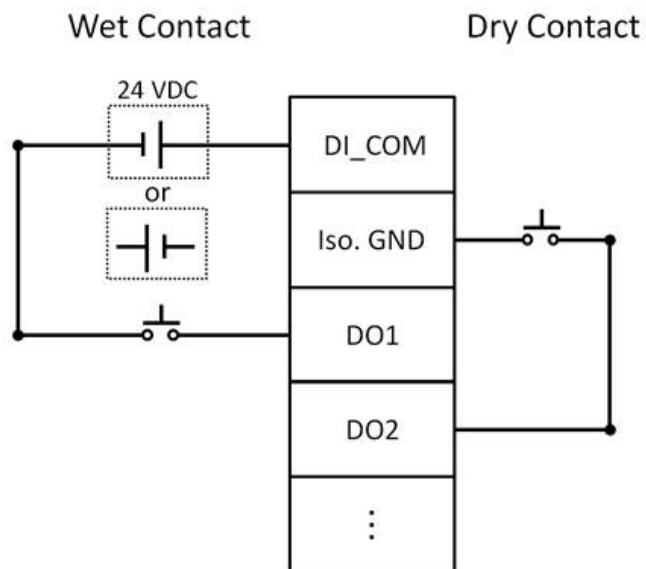 Wet Contact
Dry Contact
24 VDC
or
DI_COM
Iso. GND
DO1
DO2
⋮